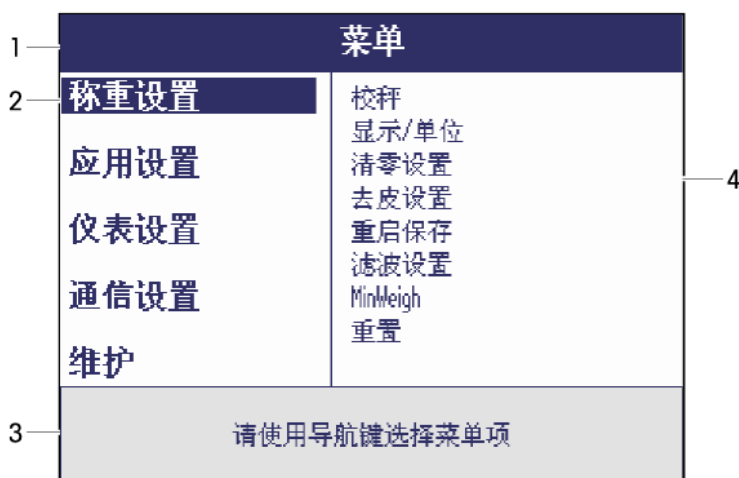 菜单
1
称重设置
2
应用设置
仪表设置
通信设置
维护
校秤
显示/单位
清零设置
去皮设置
重启保存
滤波设置
MinWeigh
重置
4
请使用导航键选择菜单项
3